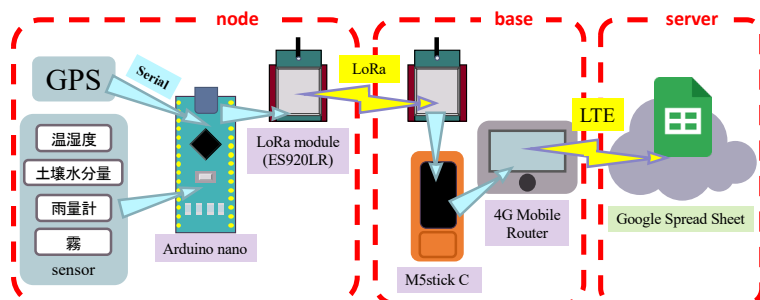 node
base
server
GPS
Serial
LoRa
LTE
温湿度
土壌水分量
雨量計
霧
sensor
Arduino nano
LoRa module
(ES920LR)
M5stick C
4G Mobile
Router
Google Spread Sheet